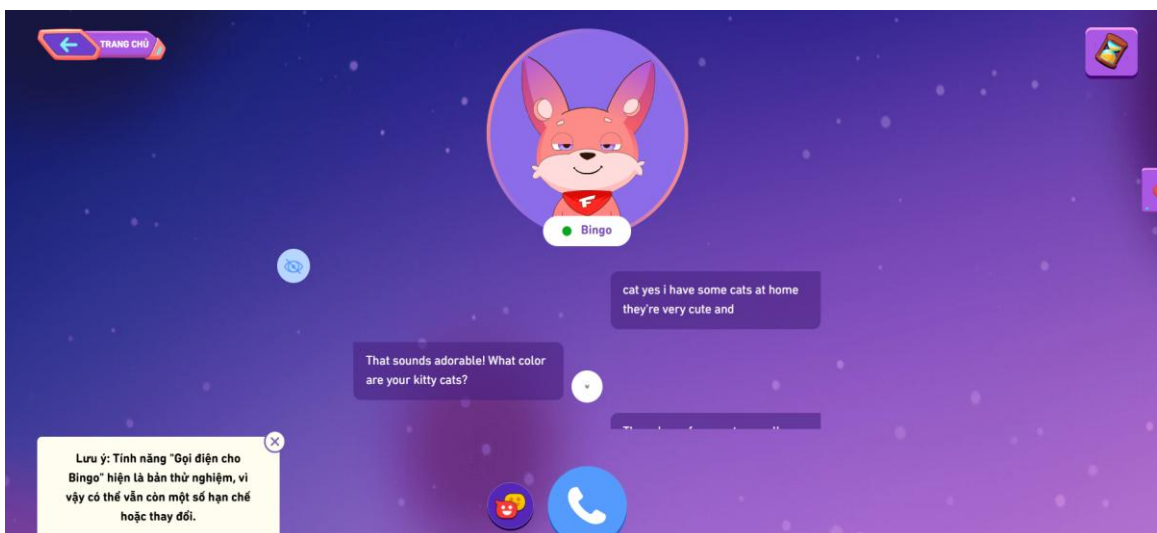 TRANG CHỦ
F
Bingo
cat yes i have some cats at home
they're very cute and
That sounds adorable! What color
are your kitty cats?
Lưu ý: Tính năng "Gọi điện cho
Bingo" hiện là bản thử nghiệm, vì
vậy có thể vẫn còn một số hạn chế
hoặc thay đổi.